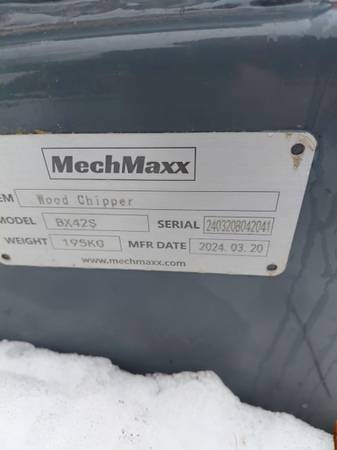 MechMaxx
EM Wood Chipper
MODEL BX42S SERIAL 2403208042041
WEIGHT 195KG MFR DATE 2024.03.20
www.mechmaxx.com